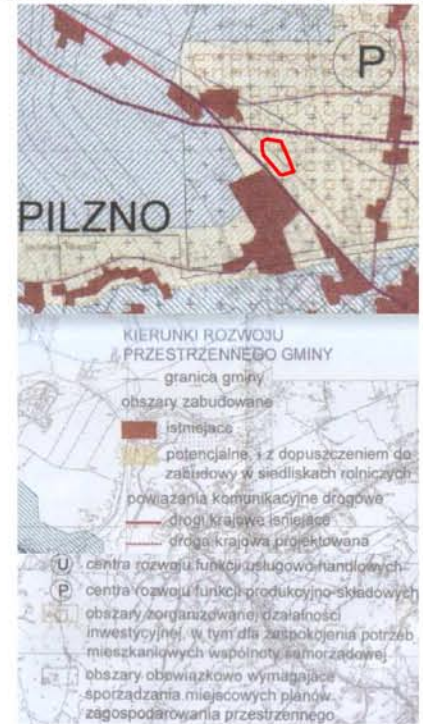 P
PILZNO
KIERUNKI ROZWOJU
PRZESTRZENNEGO GMINY
granica gminy
obszary zabudowane
istniejące
potencjalne, i z dopuszczeniem do
zabudowy w siedliskach rolniczych
powiązania komunikacyjne drogowe
drogi krajowe isniejące
droga krajowa projektowana
U centra rozwoju funkcji usługowo-handlowych
P centra rozwoju funkcji produkcyjno-składowych
obszary zorganizowanej działalności
inwestycyjnej, w tym dla zaspokojenia potrzeb
mieszkaniowych wspólnoty samorządowej
obszary obowiązkowo wymagające
sporządzania miejscowych planów
zagospodarowania przestrzennego